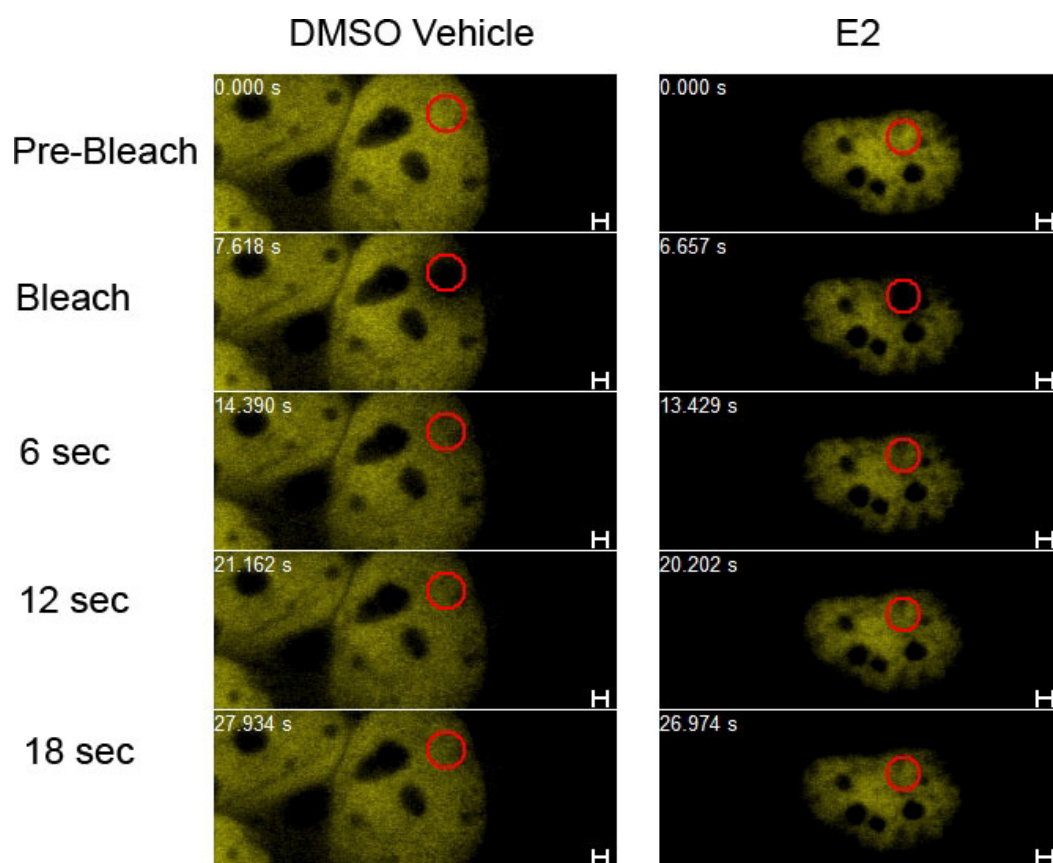 DMSO Vehicle
E2
Pre-Bleach
0.000 s
0.000 s
Bleach
7.618 s
6.657 s
6 sec
14.390 s
13.429 s
12 sec
21.162 s
20.202 s
18 sec
27.934 s
26.974 s